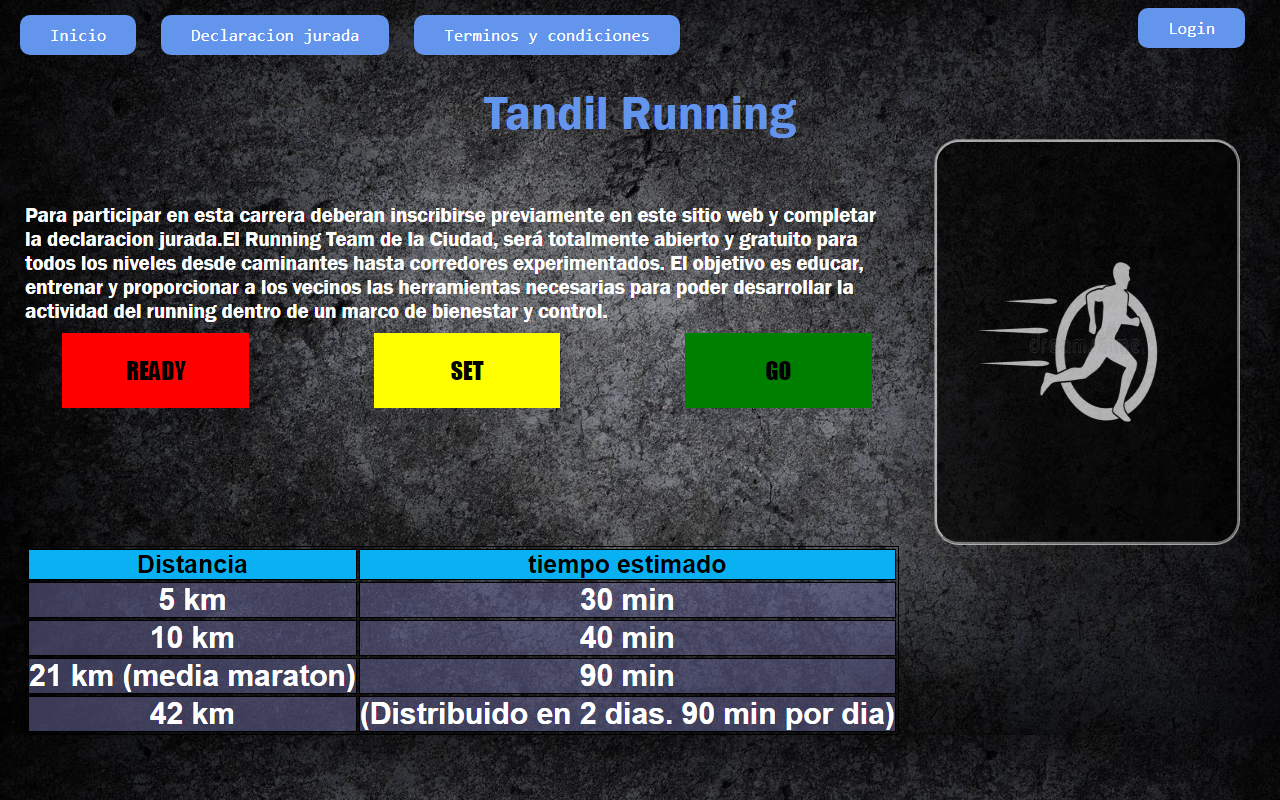 Inicio
Declaracion jurada
Terminos y condiciones
Login
Tandil Running
Para participar en esta carrera deberan inscribirse previamente en este sitio web y completar
la declaracion jurada.El Running Team de la Ciudad, será totalmente abierto y gratuito para
todos los niveles desde caminantes hasta corredores experimentados. El objetivo es educar,
entrenar y proporcionar a los vecinos las herramientas necesarias para poder desarrollar la
actividad del running dentro de un marco de bienestar y control.
READY
SET
GO
Distancia
tiempo estimado
5 km
30 min
10 km
40 min
21 km (media maraton)
90 min
42 km
(Distribuido en 2 dias. 90 min por dia)